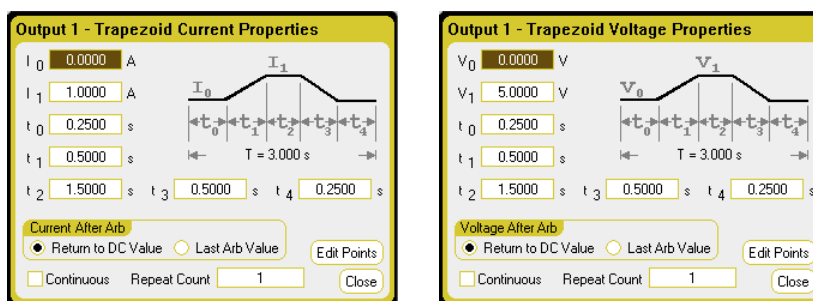 Output 1 - Trapezoid Current Properties
I0 0.0000 A
I1 1.0000 A
t0 0.2500 s
t1 0.5000 s
t2 1.5000 s t3 0.5000 s t4 0.2500 s
I0 I1
t0 t1 t2 t3 t4
T = 3.000 s
Current After Arb
Return to DC Value Last Arb Value
Edit Points
Continuous Repeat Count 1
Close
Output 1 - Trapezoid Voltage Properties
V0 0.0000 V
V1 5.0000 V
t0 0.2500 s
t1 0.5000 s
t2 1.5000 s t3 0.5000 s t4 0.2500 s
V0 V1
t0 t1 t2 t3 t4
T = 3.000 s
Voltage After Arb
Return to DC Value Last Arb Value
Edit Points
Continuous Repeat Count 1
Close